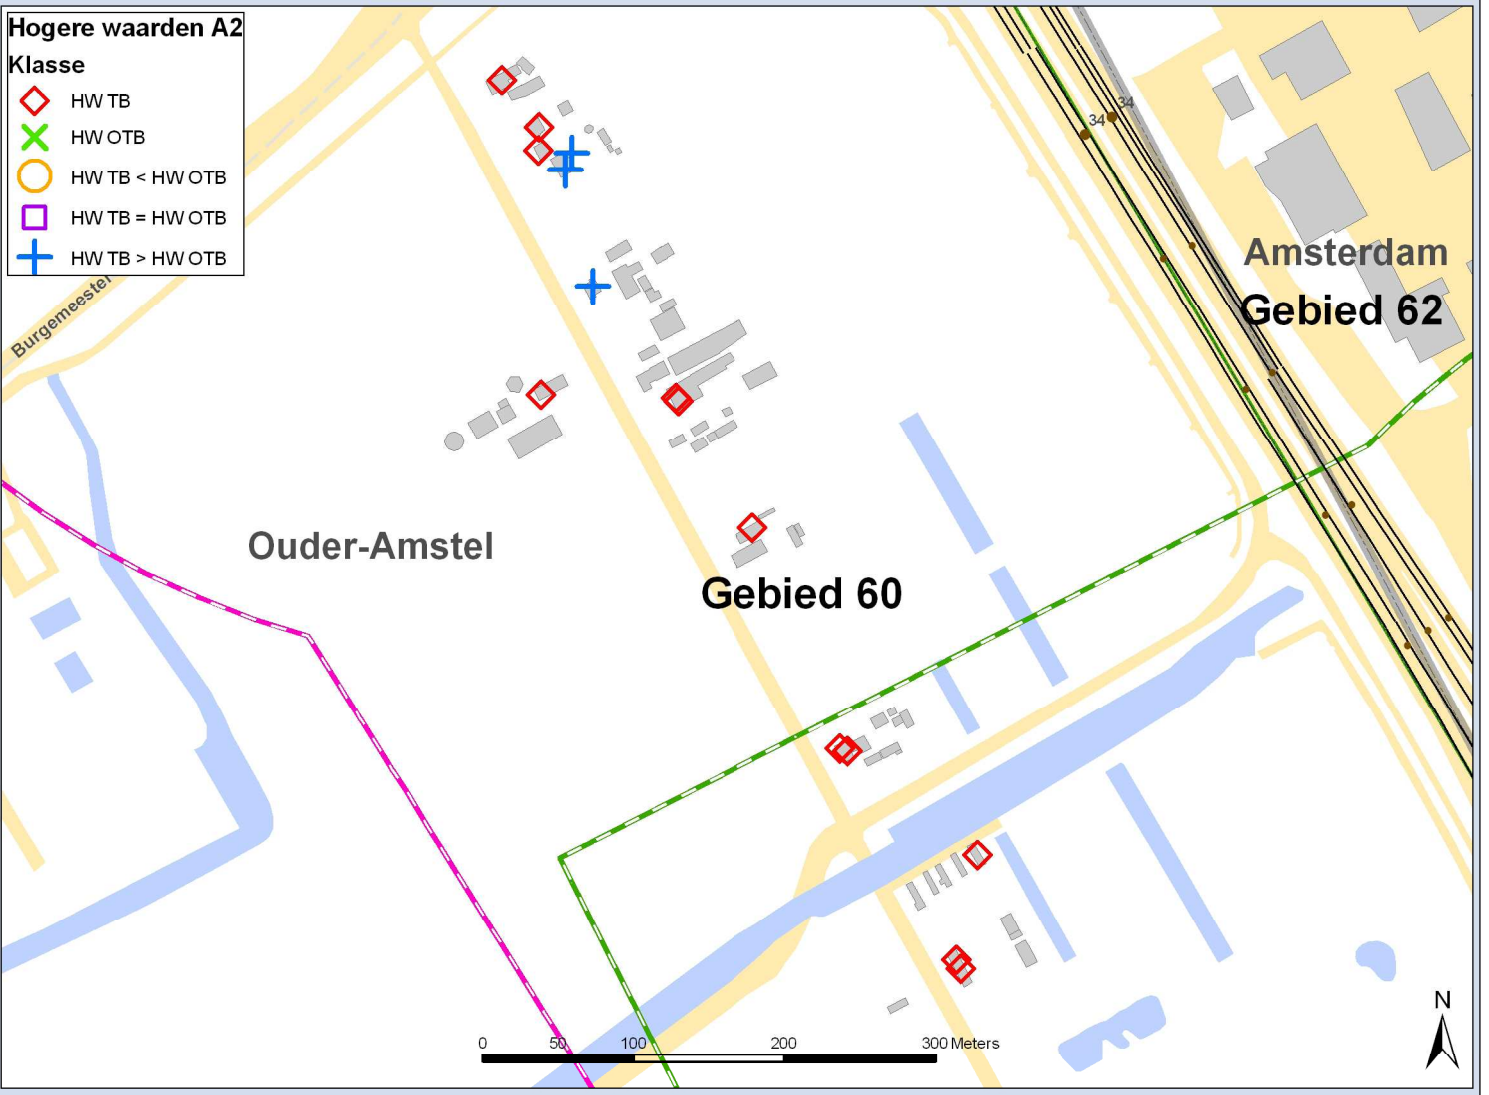 Hogere waarden A2
Klasse
HW TB
HW OTB
HW TB < HW OTB
HW TB = HW OTB
HW TB > HW OTB
Burgemeester
34
34
Amsterdam
Gebied 62
Ouder-Amstel
Gebied 60
N
0 50 100 200 300 Meters